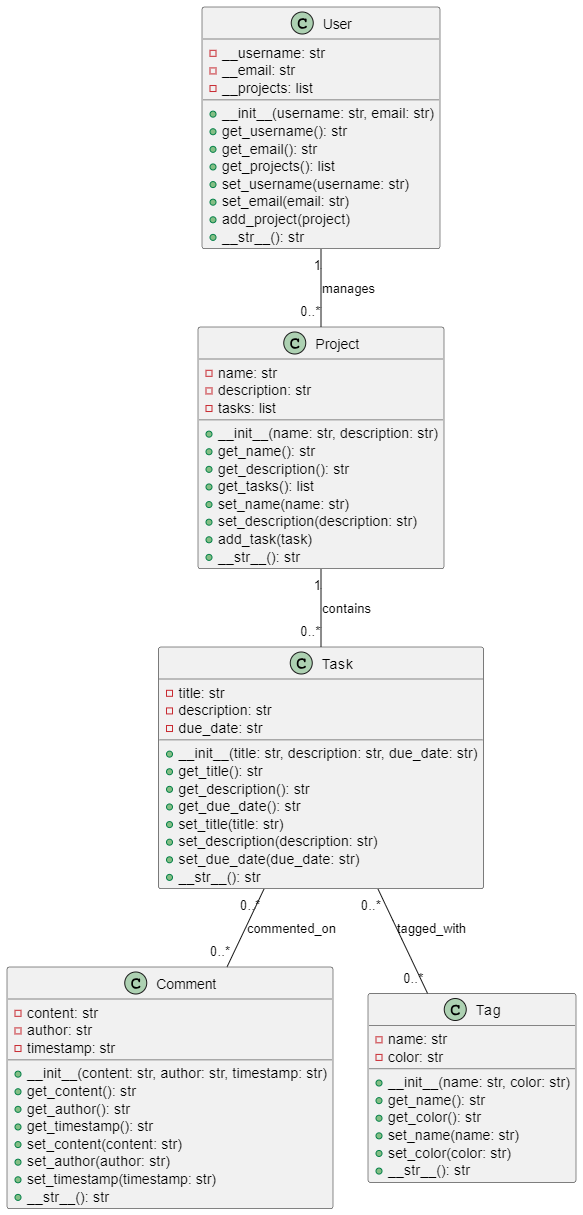 C User
__username: str
__email: str
__projects: list
__init__(username: str, email: str)
get_username(): str
get_email(): str
get_projects(): list
set_username(username: str)
set_email(email: str)
add_project(project)
__str__(): str
1
manages
0..*
C Project
name: str
description: str
tasks: list
__init__(name: str, description: str)
get_name(): str
get_description(): str
get_tasks(): list
set_name(name: str)
set_description(description: str)
add_task(task)
__str__(): str
1
contains
0..*
C Task
title: str
description: str
due_date: str
__init__(title: str, description: str, due_date: str)
get_title(): str
get_description(): str
get_due_date(): str
set_title(title: str)
set_description(description: str)
set_due_date(due_date: str)
__str__(): str
0..*
commented_on
0..*
0..*
tagged_with
0..*
C Comment
content: str
author: str
timestamp: str
__init__(content: str, author: str, timestamp: str)
get_content(): str
get_author(): str
get_timestamp(): str
set_content(content: str)
set_author(author: str)
set_timestamp(timestamp: str)
__str__(): str
C Tag
name: str
color: str
__init__(name: str, color: str)
get_name(): str
get_color(): str
set_name(name: str)
set_color(color: str)
__str__(): str